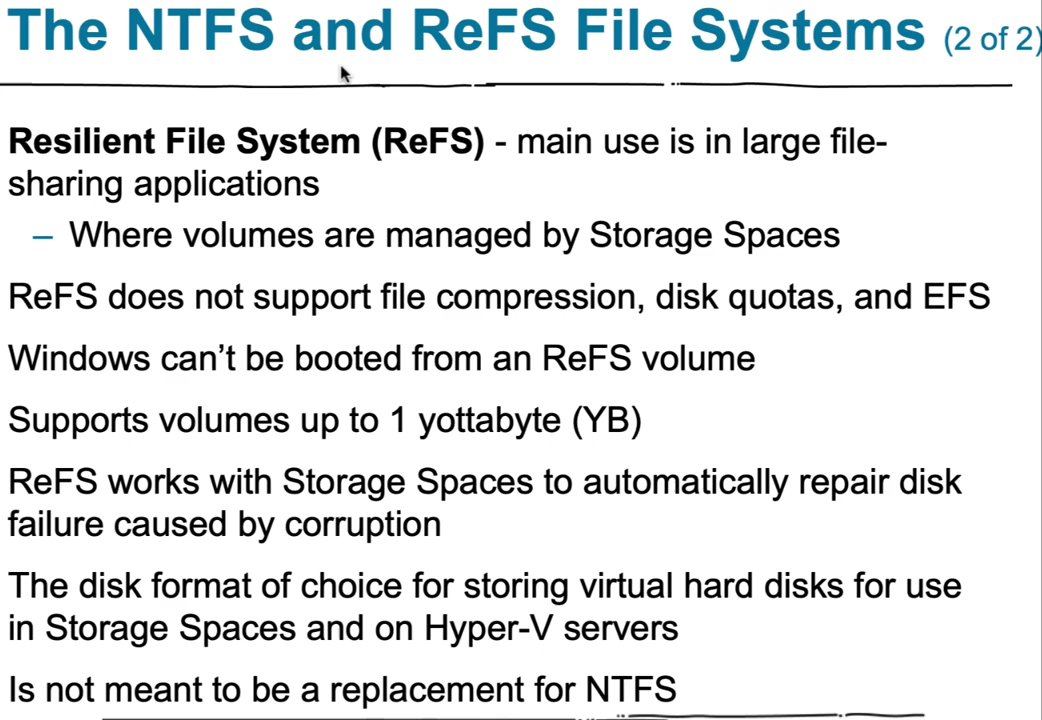 The NTFS and ReFS File Systems (2 of 2)
Resilient File System (ReFS) - main use is in large file-
sharing applications
– Where volumes are managed by Storage Spaces
ReFS does not support file compression, disk quotas, and EFS
Windows can’t be booted from an ReFS volume
Supports volumes up to 1 yottabyte (YB)
ReFS works with Storage Spaces to automatically repair disk
failure caused by corruption
The disk format of choice for storing virtual hard disks for use
in Storage Spaces and on Hyper-V servers
Is not meant to be a replacement for NTFS